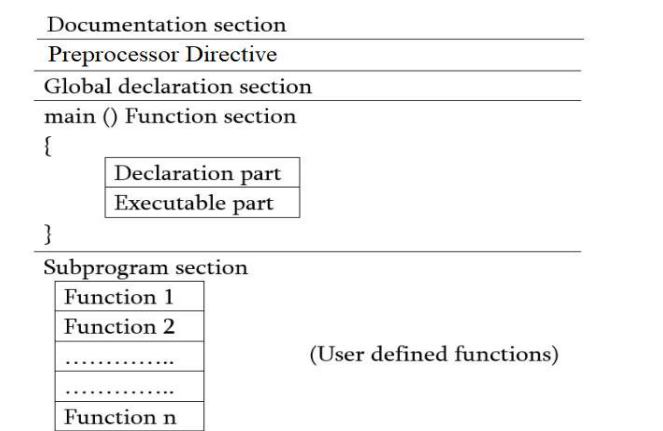 Documentation section
Preprocessor Directive
Global declaration section
main () Function section
{
Declaration part
Executable part
}
Subprogram section
Function 1
Function 2
…………..
(User defined functions)
…………..
Function n